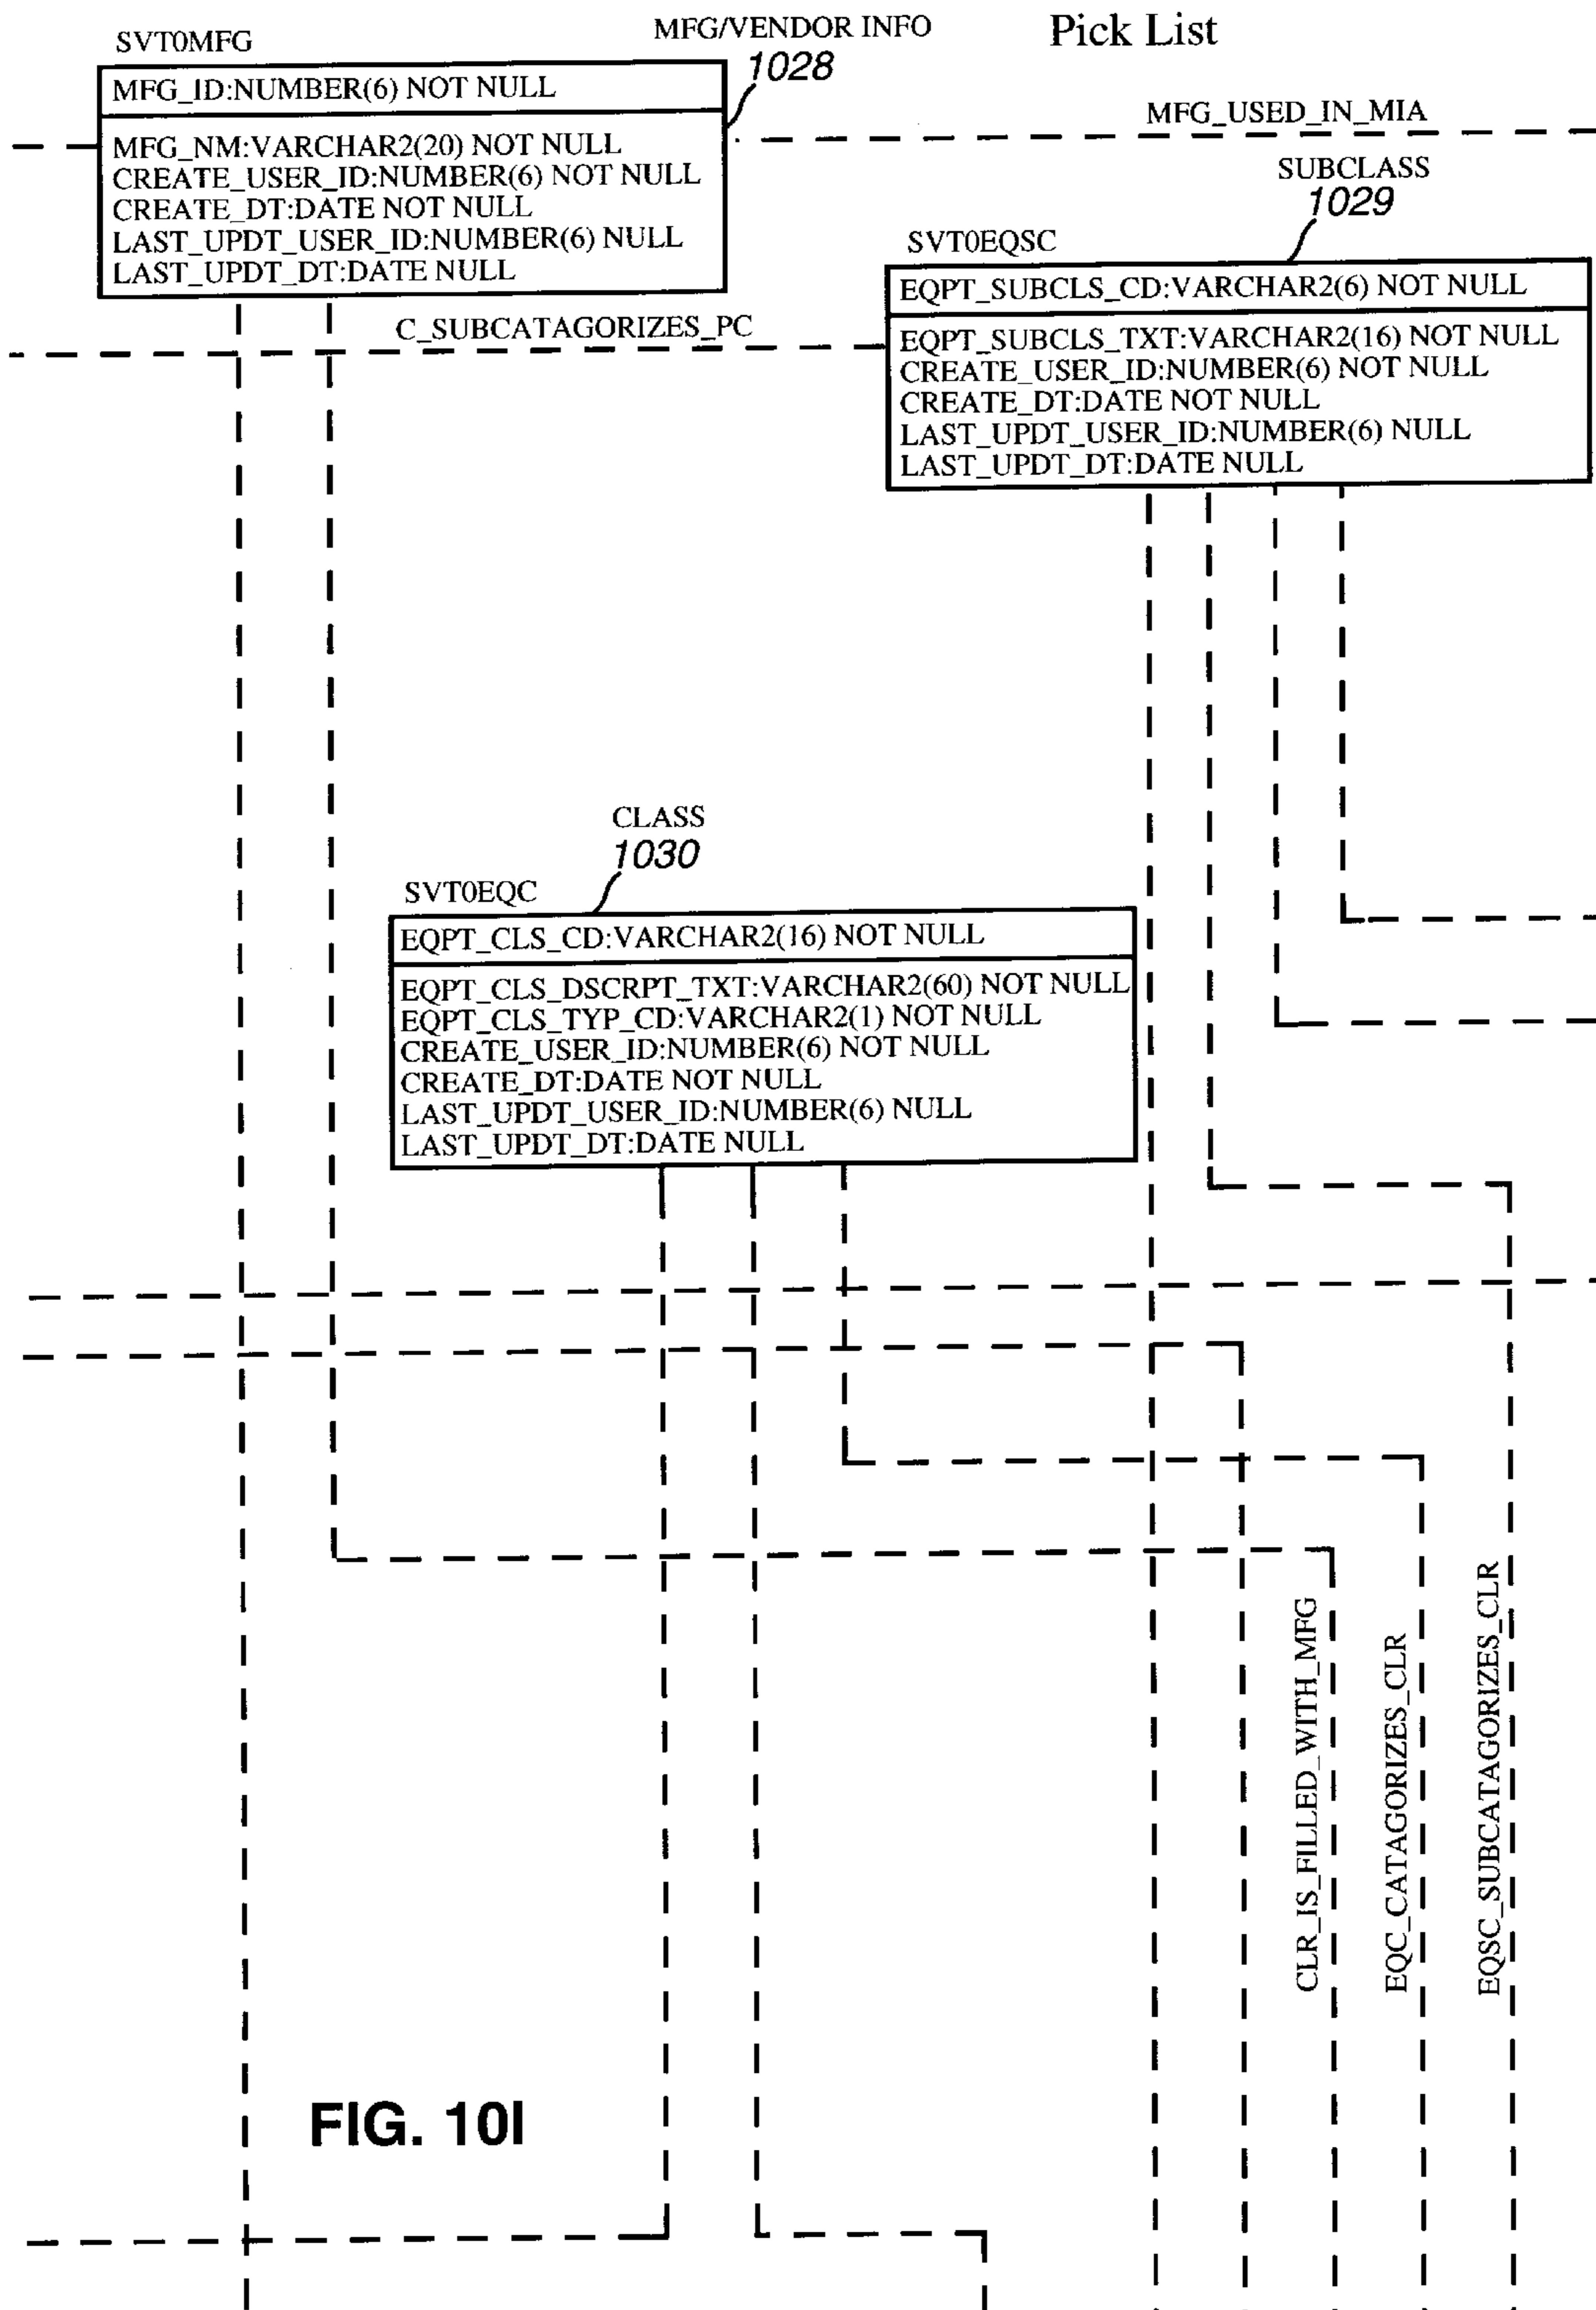 Pick List
SVT0MFG
MFG/VENDOR INFO
1028
MFG_ID:NUMBER(6) NOT NULL
MFG_NM:VARCHAR2(20) NOT NULL
CREATE_USER_ID:NUMBER(6) NOT NULL
CREATE_DT:DATE NOT NULL
LAST_UPDT_USER_ID:NUMBER(6) NULL
LAST_UPDT_DT:DATE NULL
MFG_USED_IN_MIA
SUBCLASS
1029
SVT0EQSC
EQPT_SUBCLS_CD:VARCHAR2(6) NOT NULL
EQPT_SUBCLS_TXT:VARCHAR2(16) NOT NULL
CREATE_USER_ID:NUMBER(6) NOT NULL
CREATE_DT:DATE NOT NULL
LAST_UPDT_USER_ID:NUMBER(6) NULL
LAST_UPDT_DT:DATE NULL
C_SUBCATAGORIZES_PC
CLASS
1030
SVT0EQC
EQPT_CLS_CD:VARCHAR2(16) NOT NULL
EQPT_CLS_DSCRPT_TXT:VARCHAR2(60) NOT NULL
EQPT_CLS_TYP_CD:VARCHAR2(1) NOT NULL
CREATE_USER_ID:NUMBER(6) NOT NULL
CREATE_DT:DATE NOT NULL
LAST_UPDT_USER_ID:NUMBER(6) NULL
LAST_UPDT_DT:DATE NULL
CLR_IS_FILLED_WITH_MFG
EQC_CATAGORIZES_CLR
EQSC_SUBCATAGORIZES_CLR
FIG. 10I